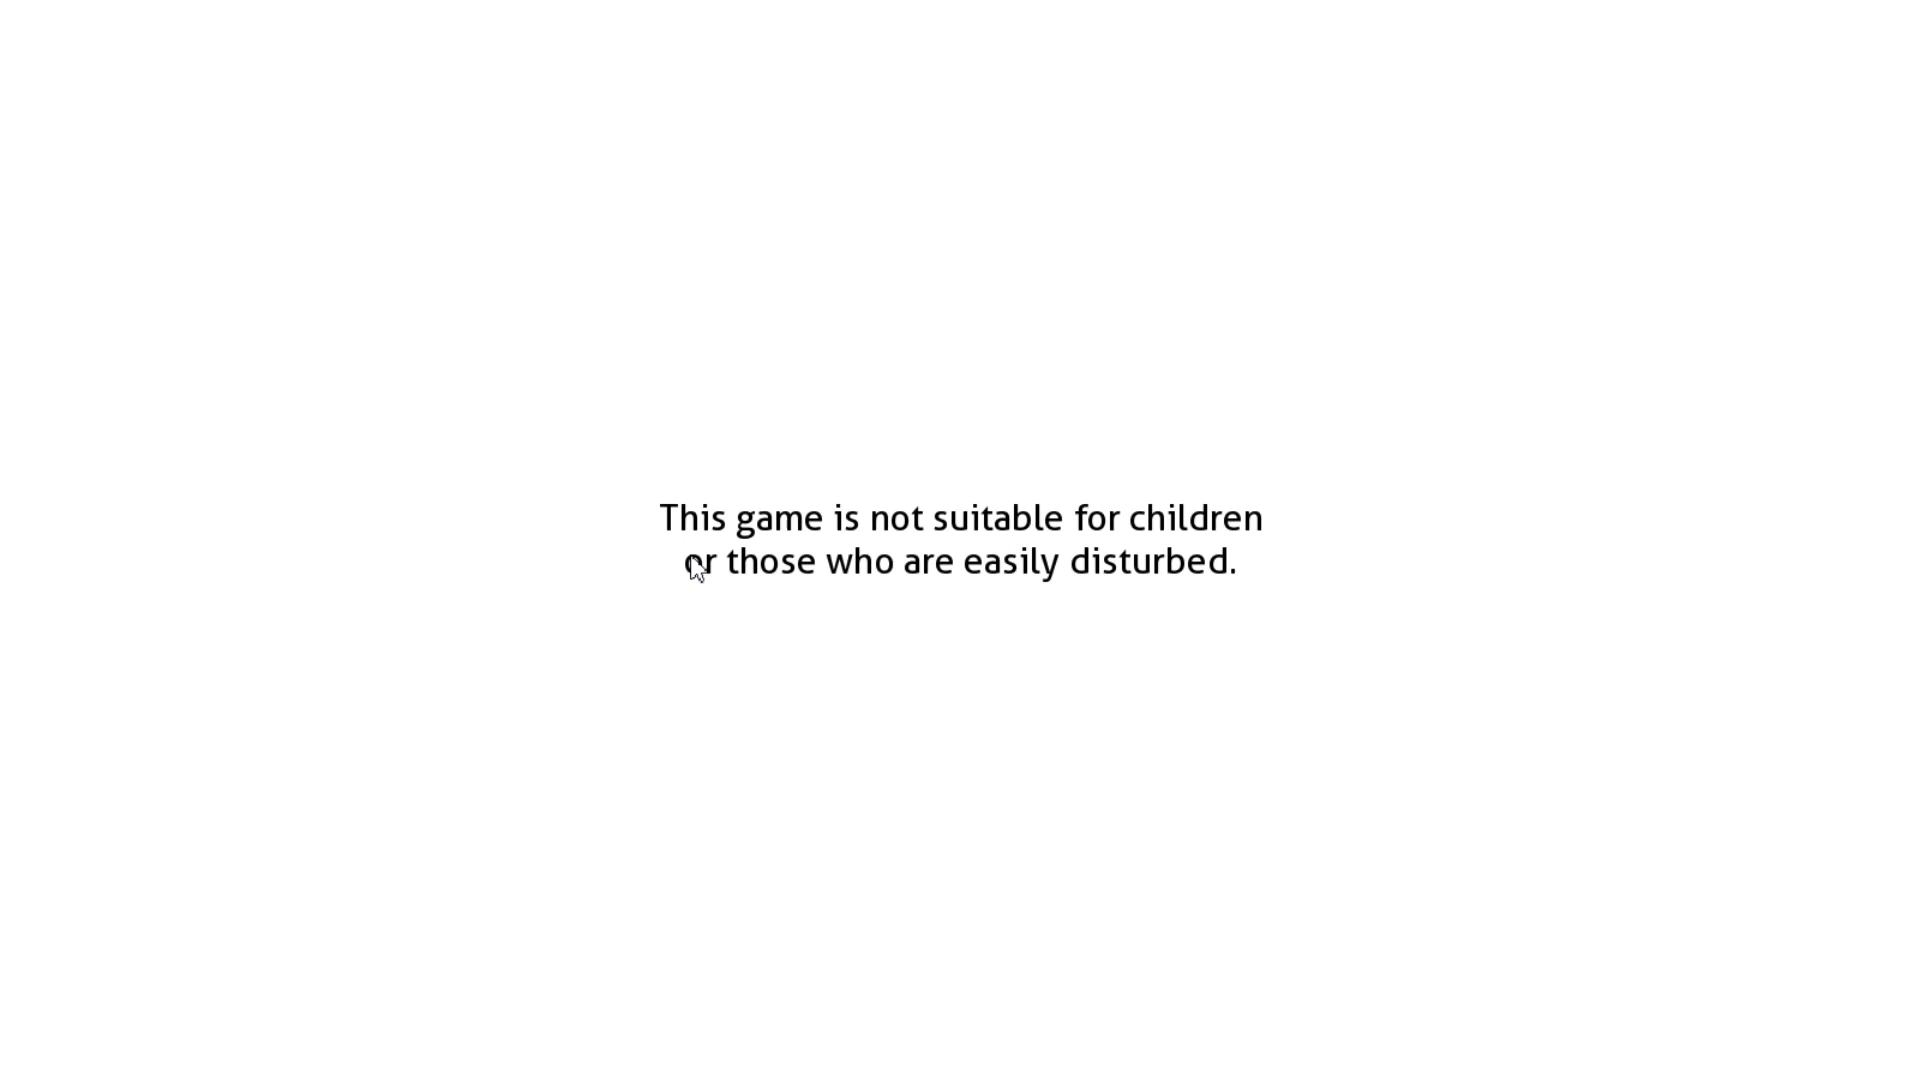 This game is not suitable for children
or those who are easily disturbed.